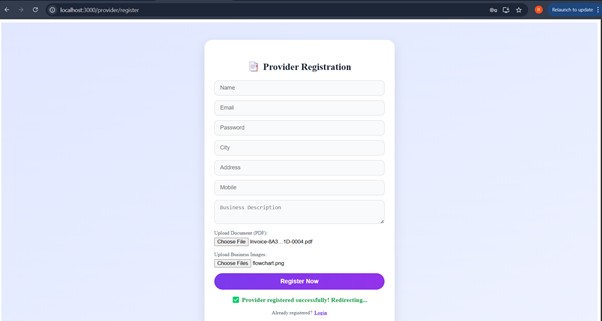 localhost:3000/provider/register
Relaunch to update
Provider Registration
Name
Email
Password
City
Address
Mobile
Business Description
Upload Document (PDF):
Choose File Invoice-8A3...1D-0004.pdf
Upload Business Images:
Choose Files flowchart.png
Register Now
Provider registered successfully! Redirecting...
Already registered? Login